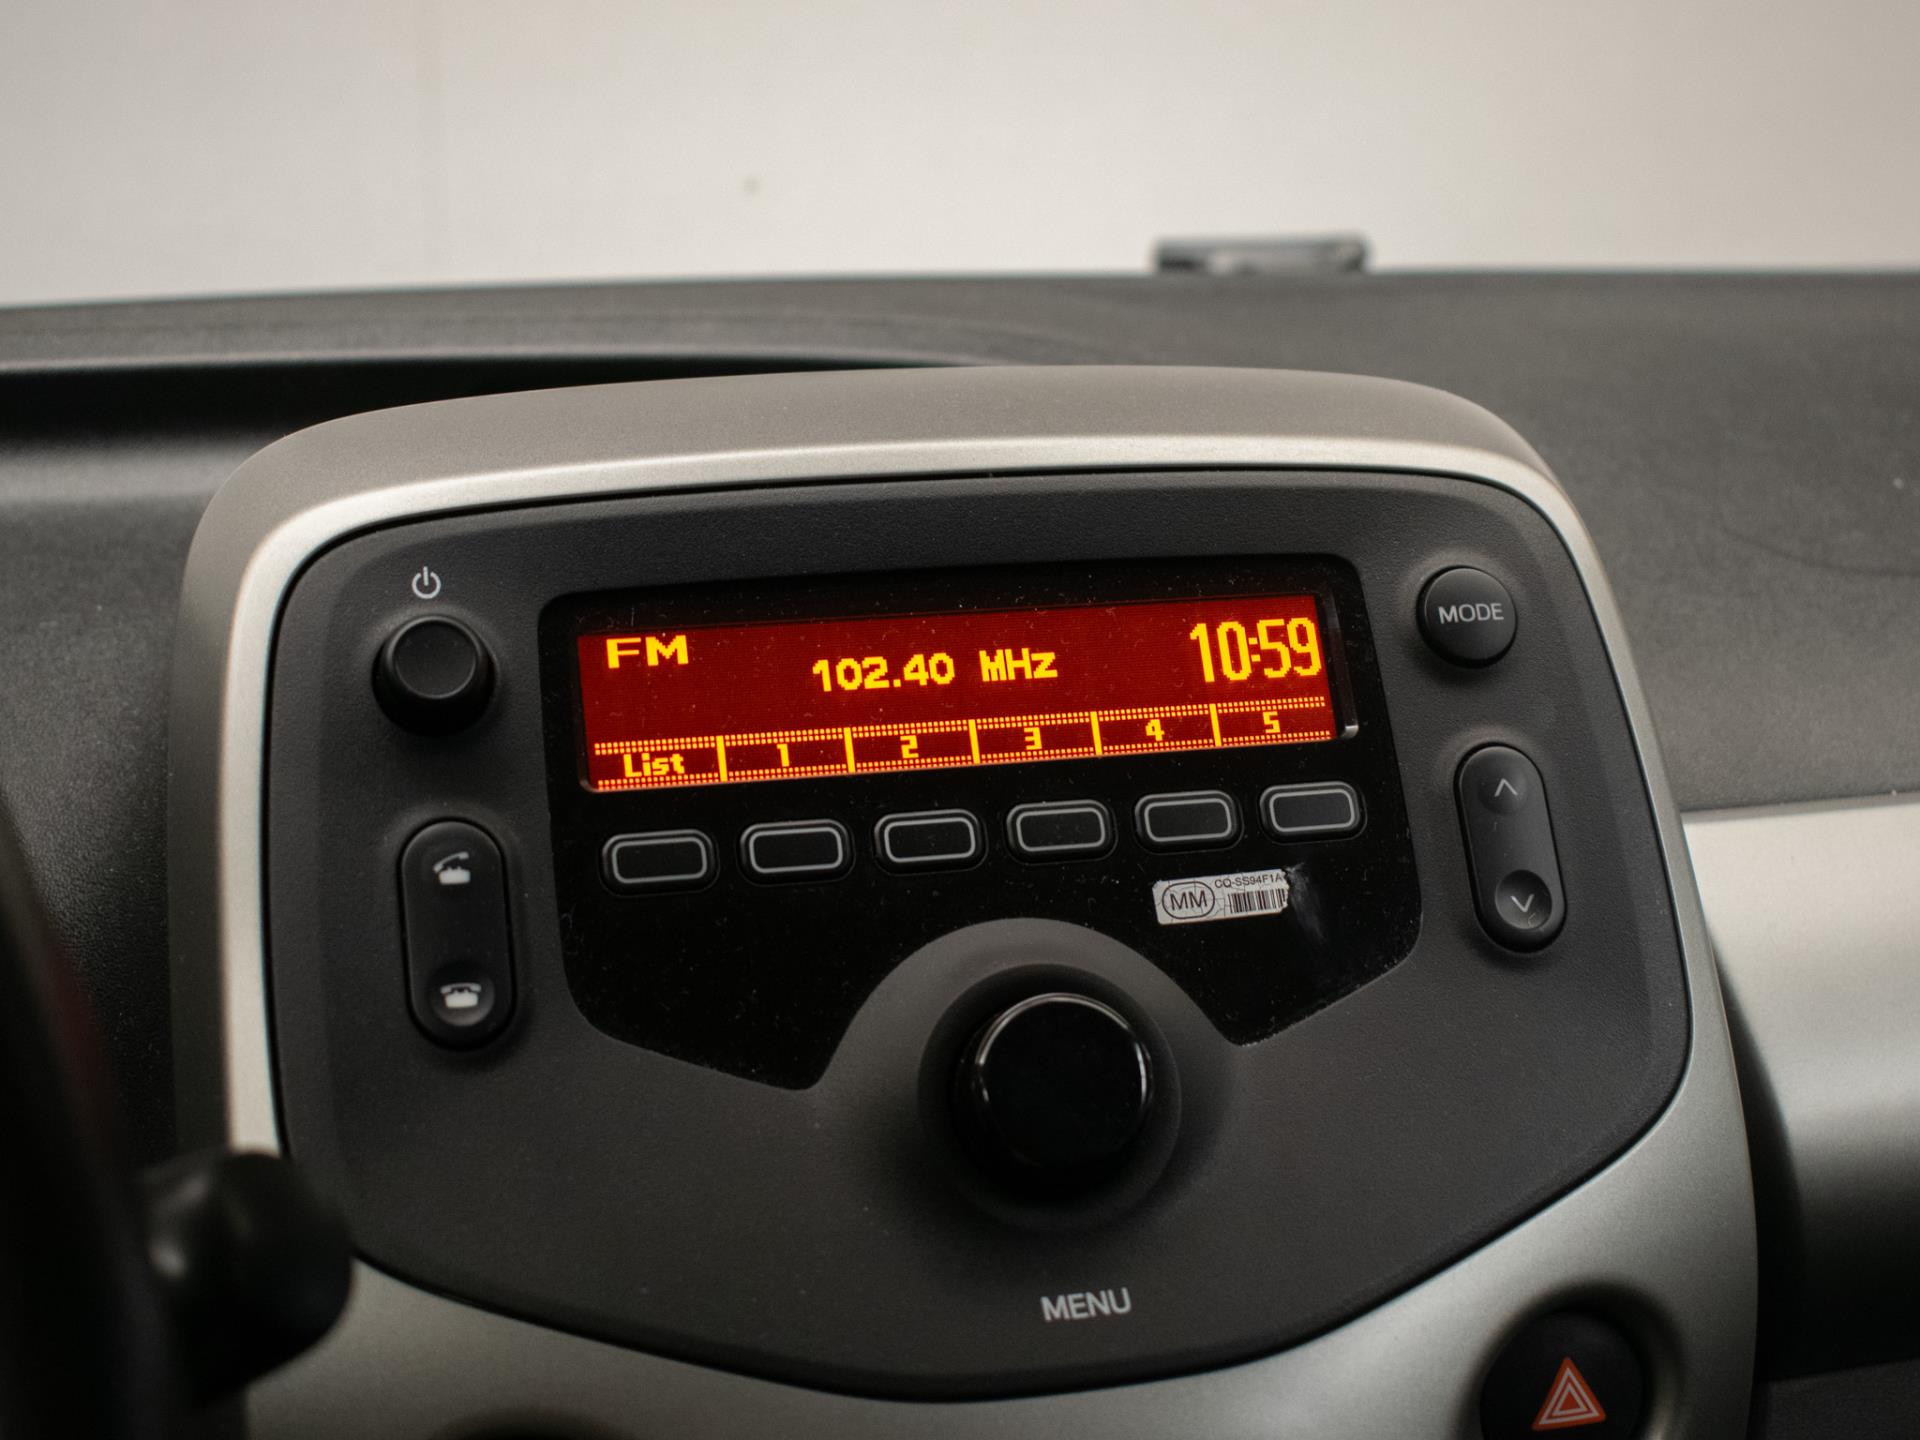 FM 102.40 MHz 10:59
List 1 2 3 4 5
MODE
CQ-SS94F1A
MM
MENU